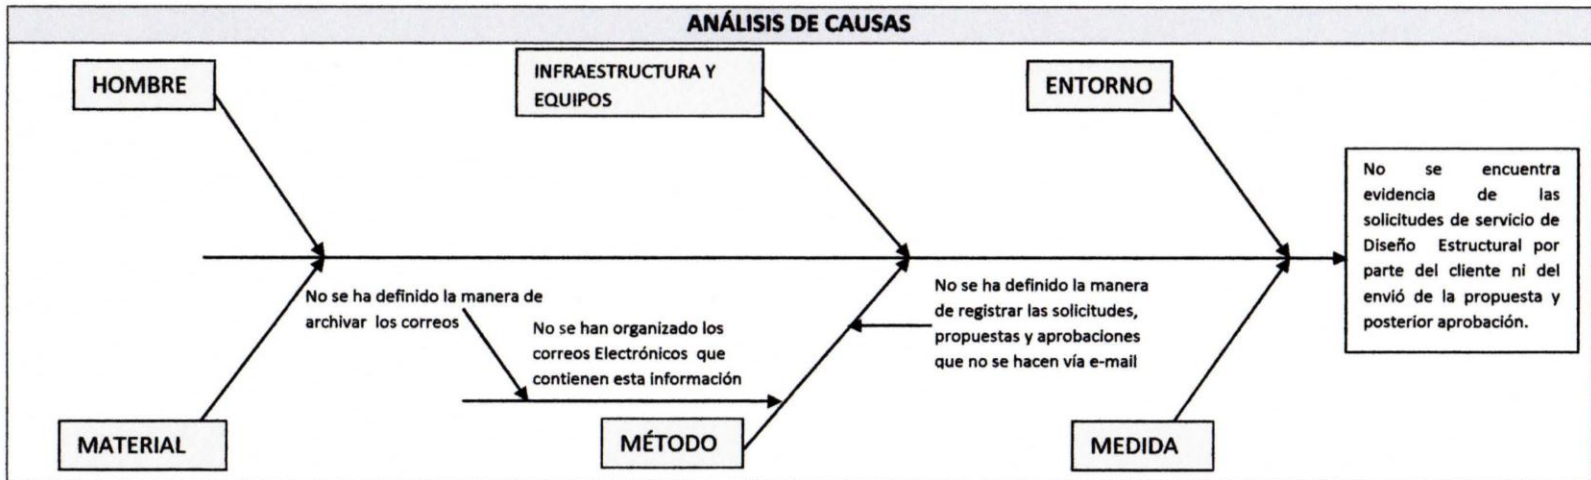 ANÁLISIS DE CAUSAS
HOMBRE
INFRAESTRUCTURA Y
EQUIPOS
ENTORNO
No se encuentra
evidencia de las
solicitudes de servicio de
Diseño Estructural por
parte del cliente ni del
envió de la propuesta y
posterior aprobación.
No se ha definido la manera de
archivar los correos
No se han organizado los
correos Electrónicos que
contienen esta información
No se ha definido la manera
de registrar las solicitudes,
propuestas y aprobaciones
que no se hacen vía e-mail
MATERIAL
MÉTODO
MEDIDA